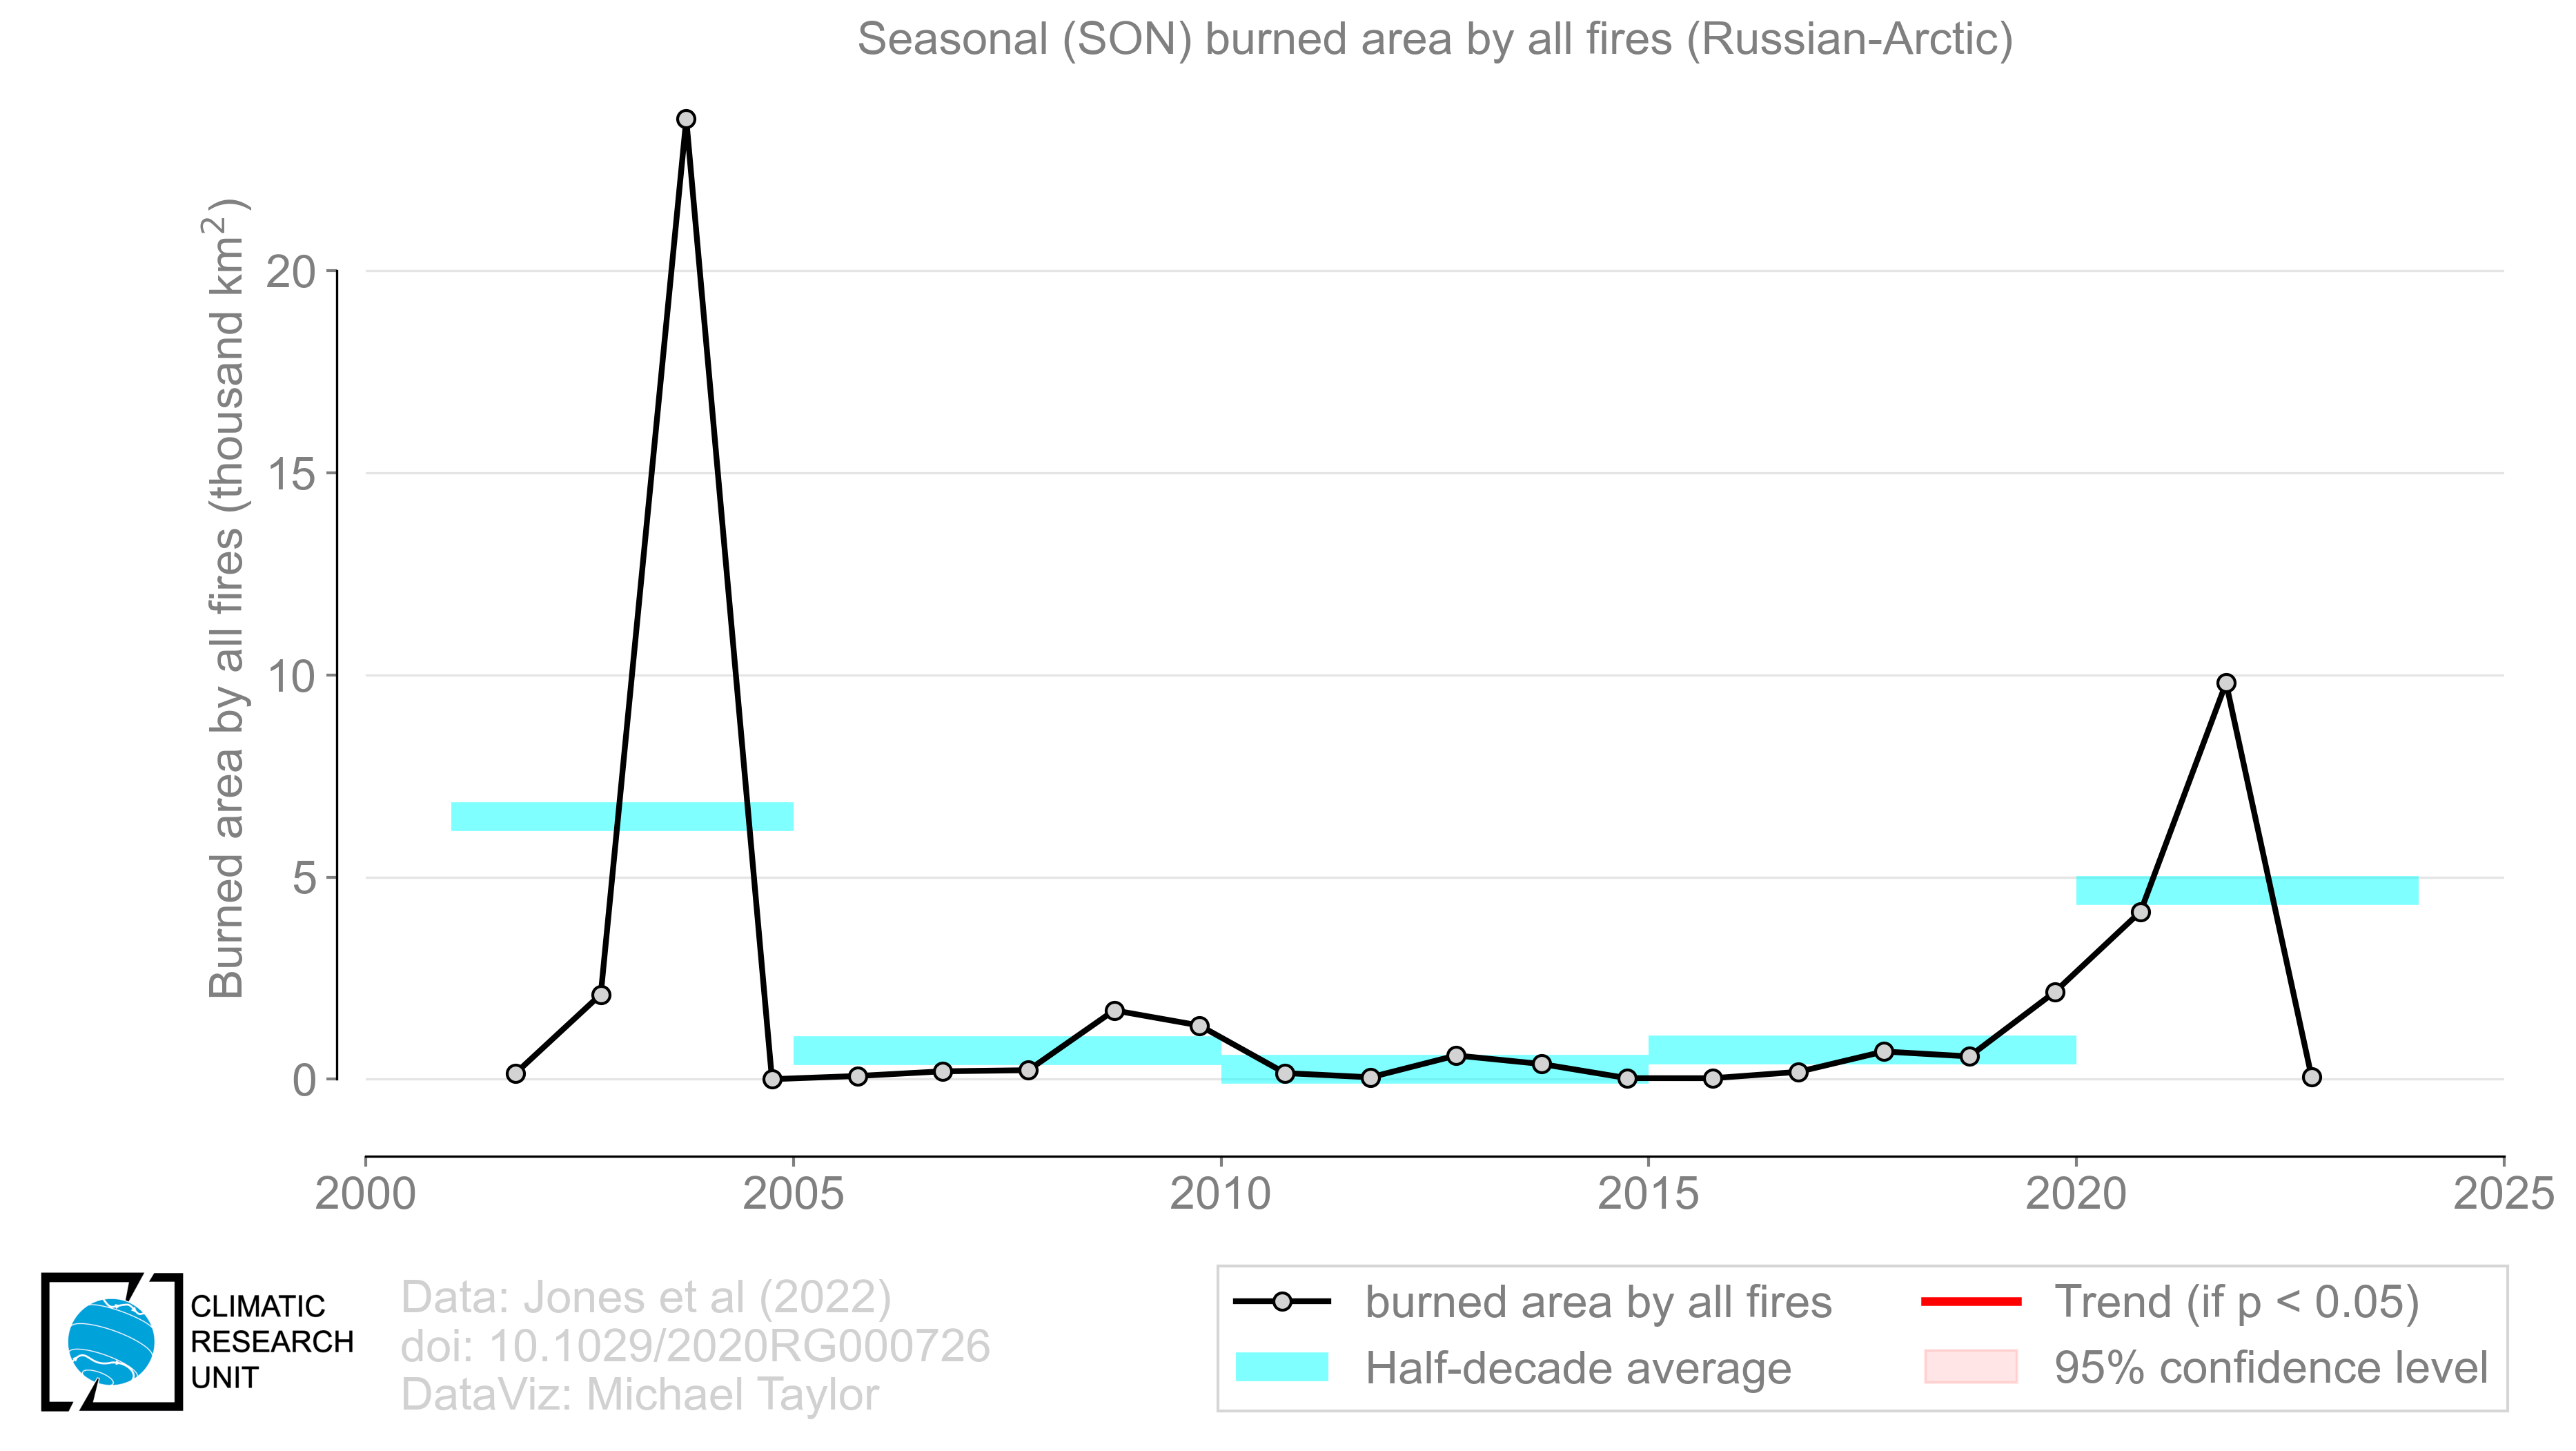 Seasonal (SON) burned area by all fires (Russian-Arctic)
Burned area by all fires (thousand km²)
20
15
10
5
0
2000
2005
2010
2015
2020
2025
CLIMATIC
RESEARCH
UNIT
Data: Jones et al (2022)
doi: 10.1029/2020RG000726
DataViz: Michael Taylor
burned area by all fires
Half-decade average
Trend (if p < 0.05)
95% confidence level